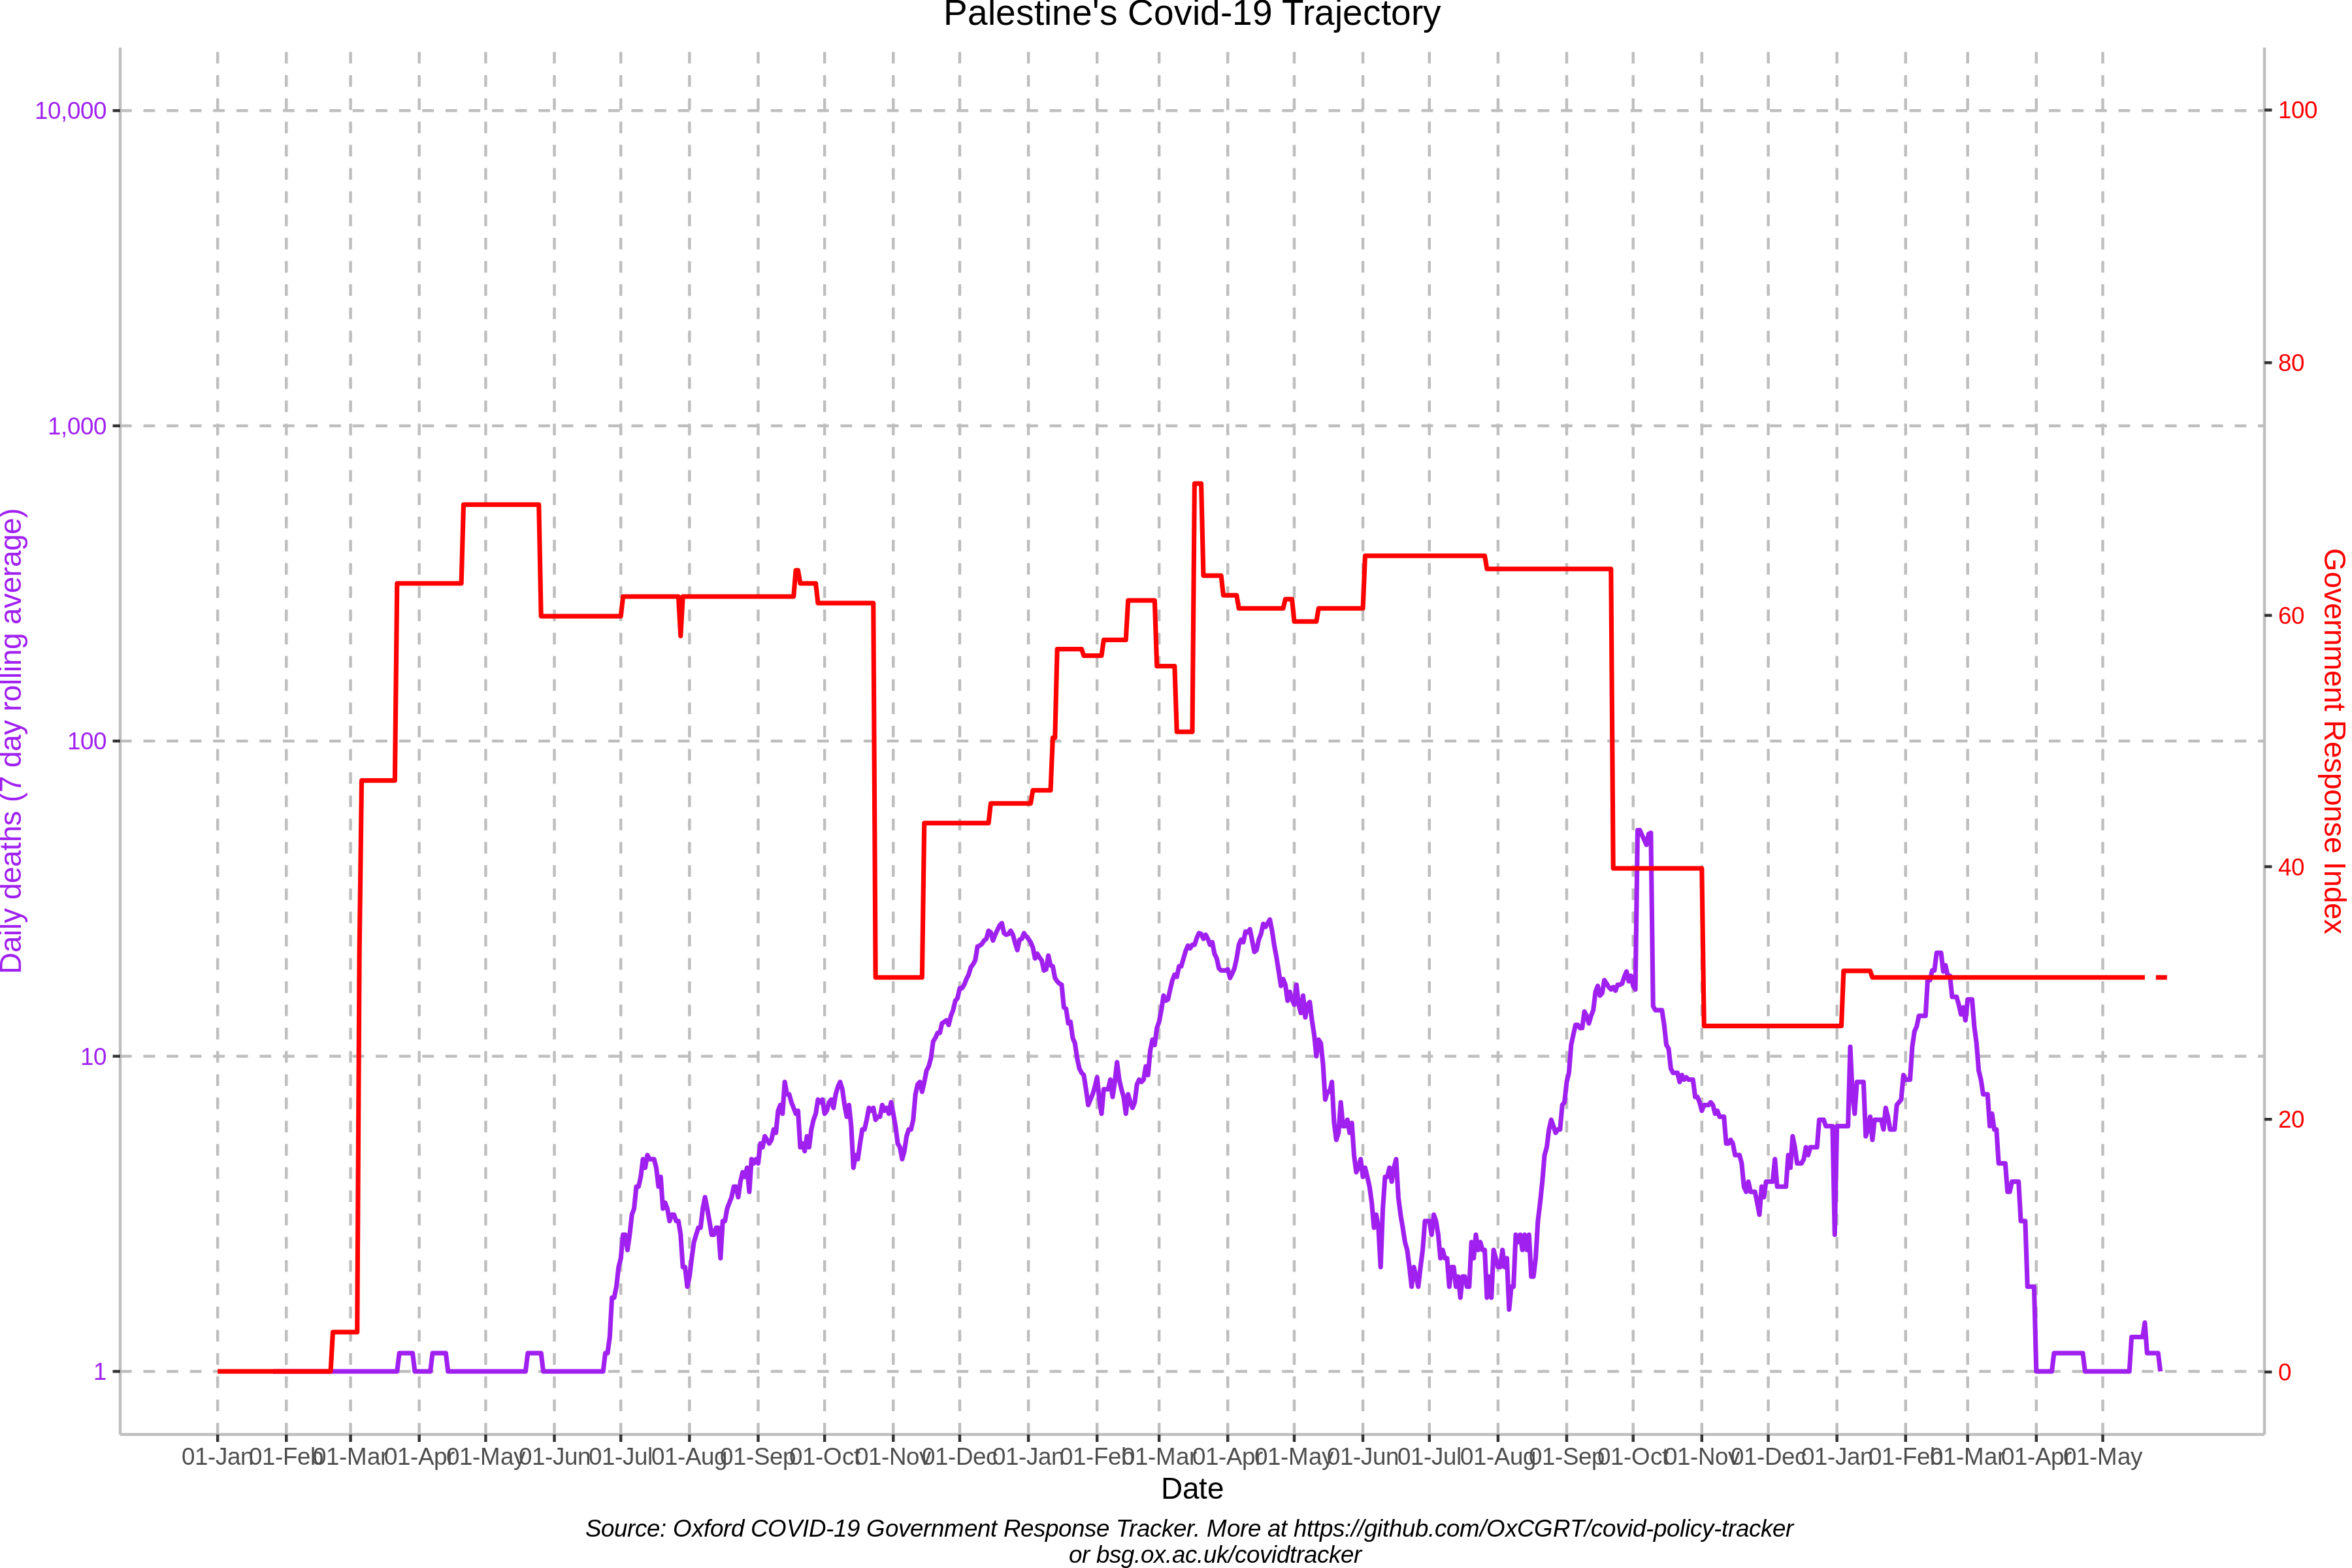 Palestine's Covid-19 Trajectory
10,000
1,000
100
10
1
Daily deaths (7 day rolling average)
100
80
60
40
20
0
Government Response Index
01-Jan 01-Feb 01-Mar 01-Apr 01-May 01-Jun 01-Jul 01-Aug 01-Sep 01-Oct 01-Nov 01-Dec 01-Jan 01-Feb 01-Mar 01-Apr 01-May 01-Jun 01-Jul 01-Aug 01-Sep 01-Oct 01-Nov 01-Dec 01-Jan 01-Feb 01-Mar 01-Apr 01-May
Date
Source: Oxford COVID-19 Government Response Tracker. More at https://github.com/OxCGRT/covid-policy-tracker
or bsg.ox.ac.uk/covidtracker